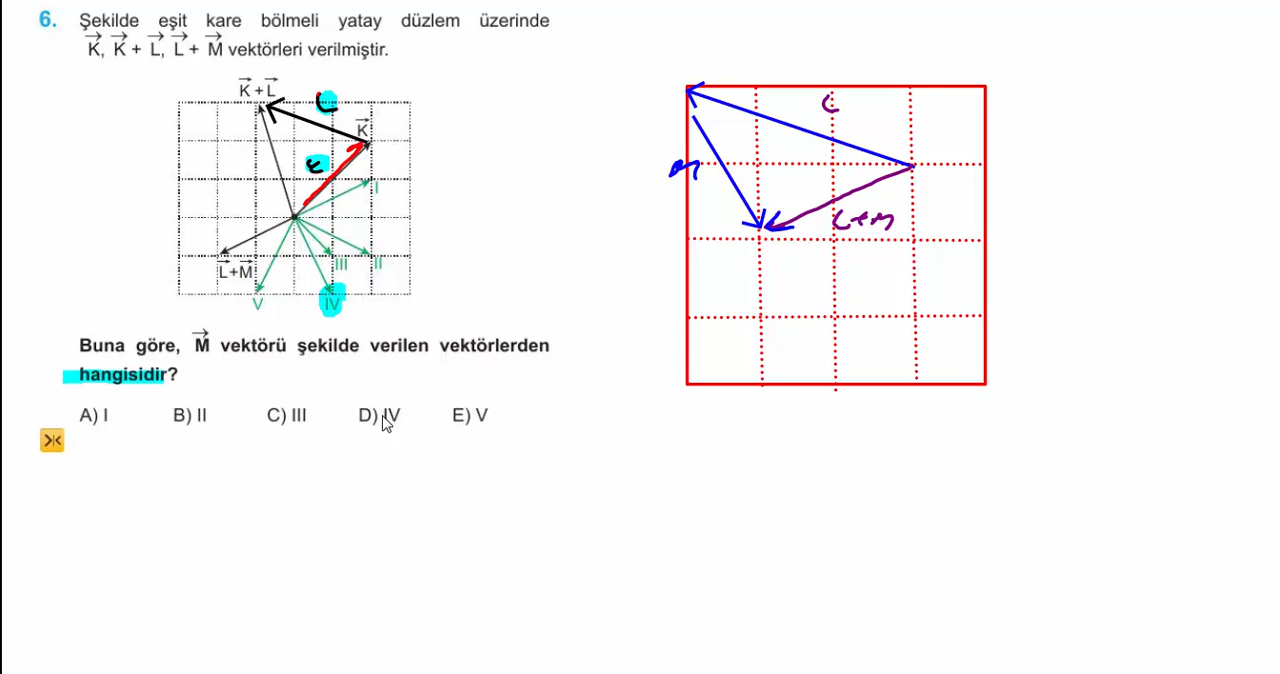 6. Şekilde eşit kare bölmeli yatay düzlem üzerinde
K, K + L, L + M vektörleri verilmiştir.
K + L
L
K
K
I
L+M
III
II
V
IV
Buna göre, M vektörü şekilde verilen vektörlerden
hangisidir?
A) I B) II C) III D) IV E) V
L
M
L+M